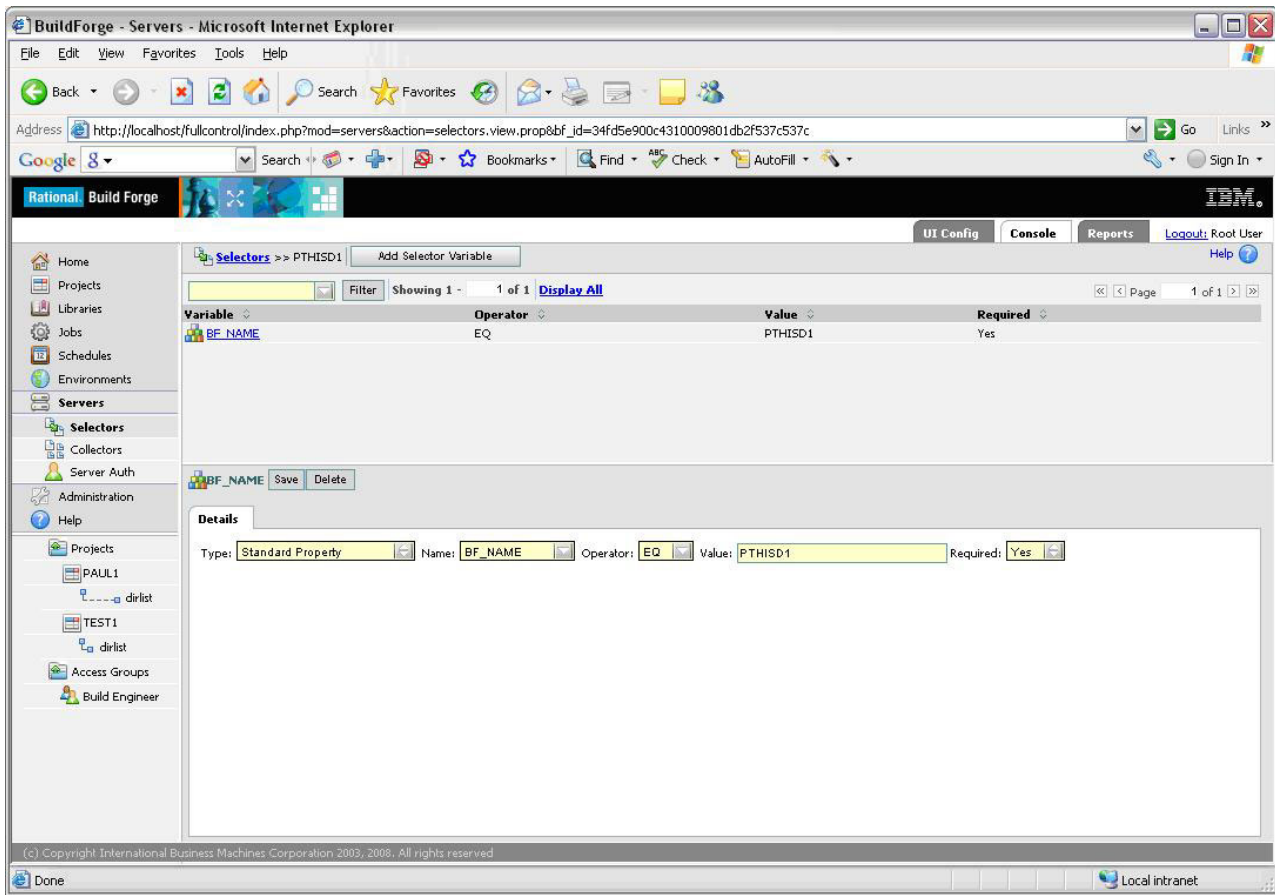 BuildForge - Servers - Microsoft Internet Explorer
File Edit View Favorites Tools Help
Back Search Favorites
Address http://localhost/fullcontrol/index.php?mod=servers&action=selectors.view.prop&bf_id=34fd5e900c4310009801db2f537c537c Go Links »
Google Search Bookmarks Find Check AutoFill Sign In
Rational. Build Forge IBM.
UI Config Console Reports Logout: Root User
Home Selectors >> PTHISD1 Add Selector Variable Help
Projects Filter Showing 1 - 1 of 1 Display All Page 1 of 1
Libraries Variable Operator Value Required
Jobs BF_NAME EQ PTHISD1 Yes
Schedules
Environments
Servers
Selectors
Collectors
Server Auth BF_NAME Save Delete
Administration
Help Details
Projects Type: Standard Property Name: BF_NAME Operator: EQ Value: PTHISD1 Required: Yes
PAUL1
dirlist
TEST1
dirlist
Access Groups
Build Engineer
(c) Copyright International Business Machines Corporation 2003, 2008. All rights reserved
Done Local intranet